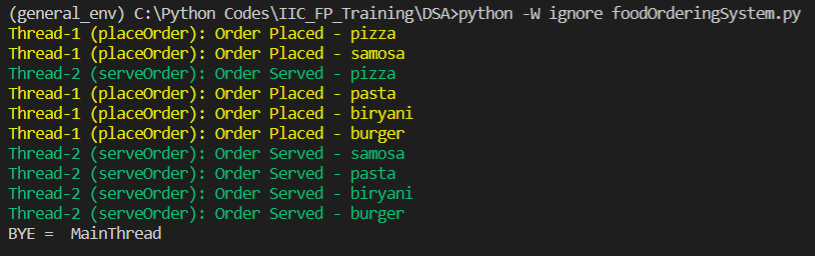 (general_env) C:\Python Codes\IIC_FP_Training\DSA>python -W ignore foodOrderingSystem.py
Thread-1 (placeOrder): Order Placed - pizza
Thread-1 (placeOrder): Order Placed - samosa
Thread-2 (serveOrder): Order Served - pizza
Thread-1 (placeOrder): Order Placed - pasta
Thread-1 (placeOrder): Order Placed - biryani
Thread-1 (placeOrder): Order Placed - burger
Thread-2 (serveOrder): Order Served - samosa
Thread-2 (serveOrder): Order Served - pasta
Thread-2 (serveOrder): Order Served - biryani
Thread-2 (serveOrder): Order Served - burger
BYE =  MainThread